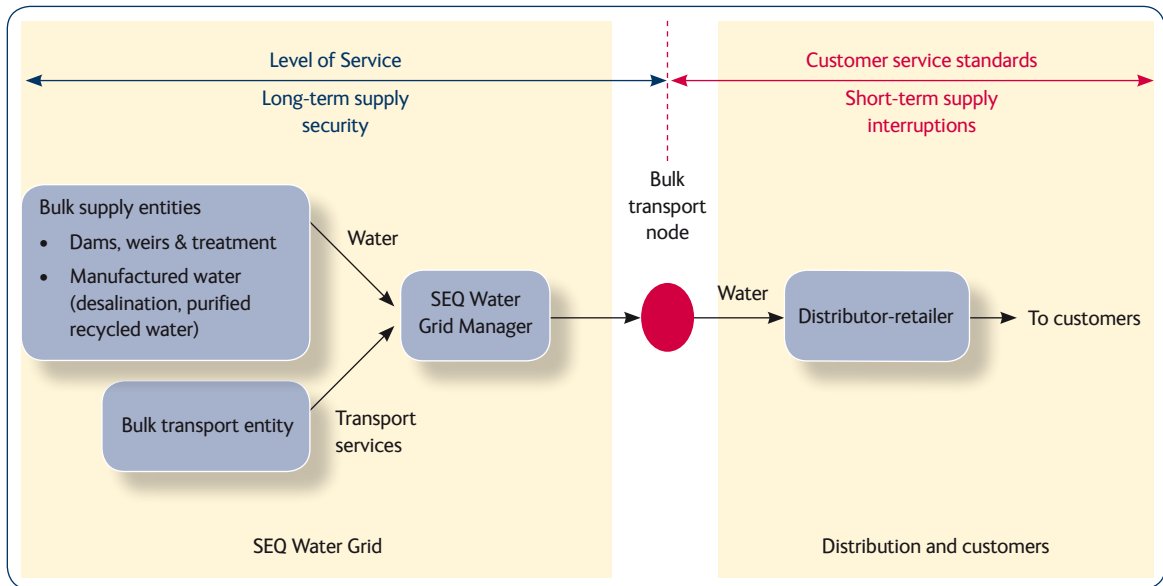 Level of Service
Long-term supply
security
Customer service standards
Short-term supply
interruptions
Bulk
transport
node
Bulk supply entities
• Dams, weirs & treatment
• Manufactured water
(desalination, purified
recycled water)
Water
SEQ Water
Grid Manager
Bulk transport entity
Transport
services
Water
Distributor-retailer
To customers
SEQ Water Grid
Distribution and customers